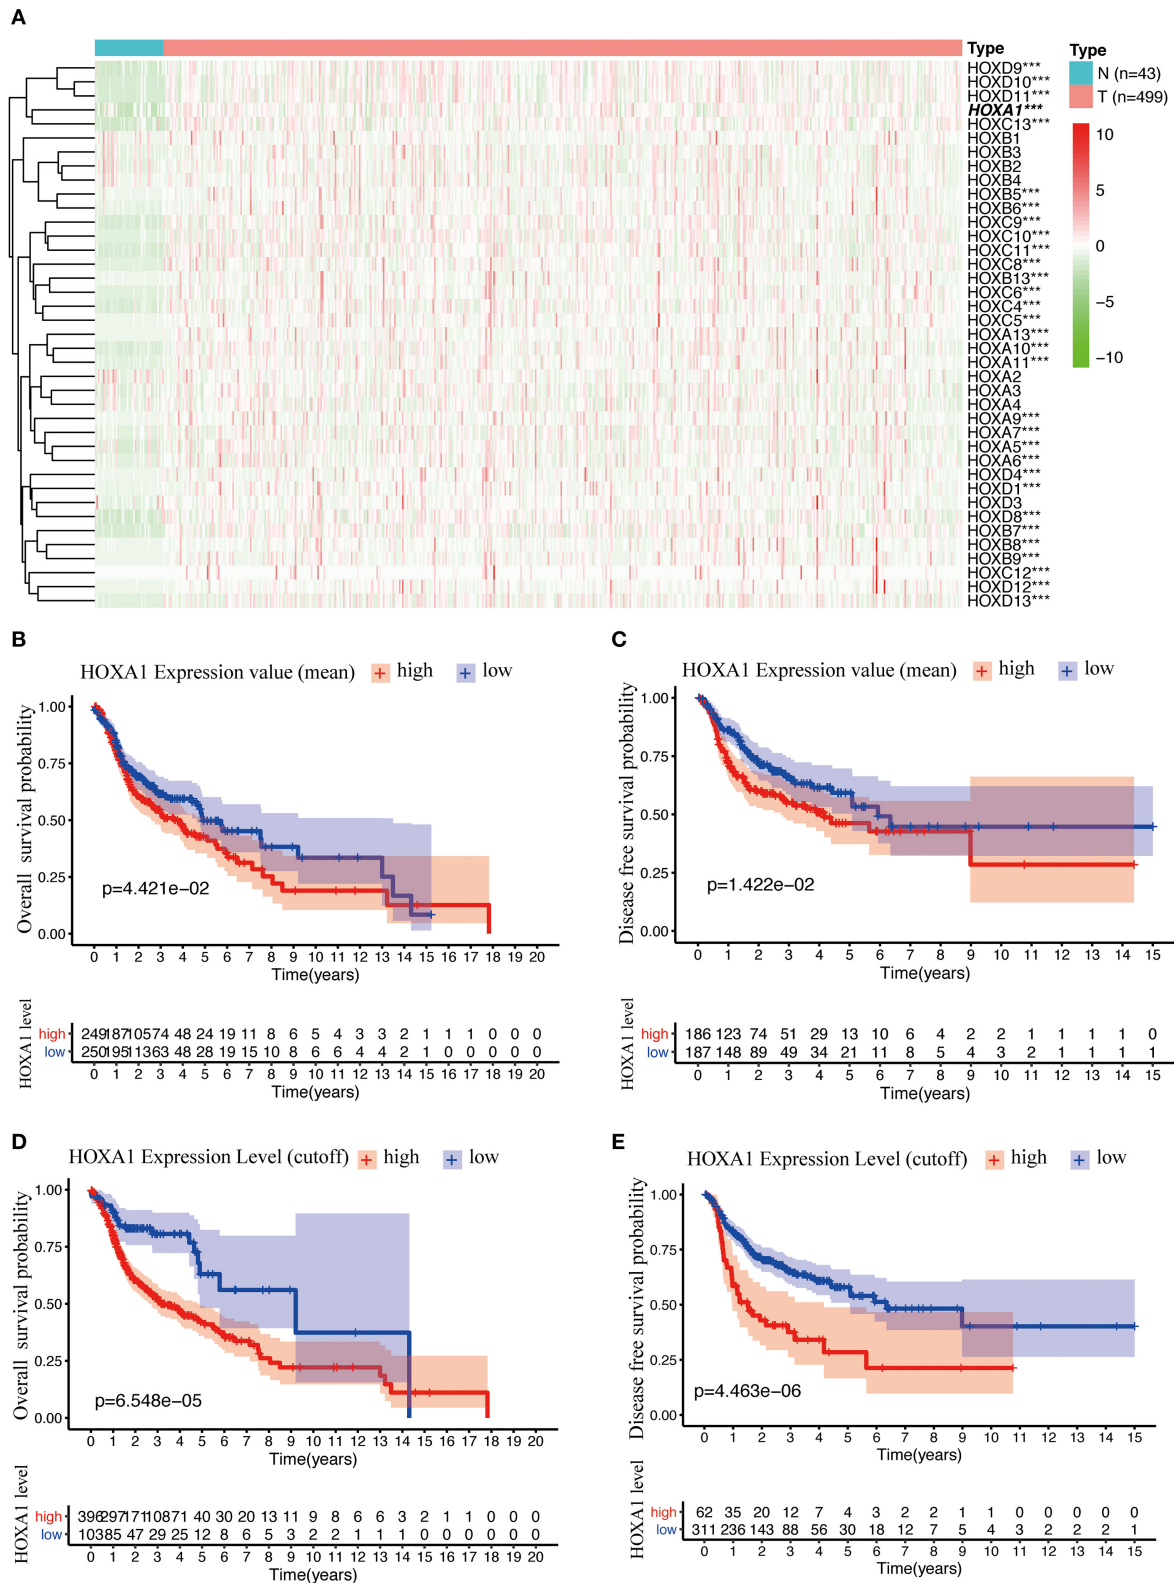 A
Type
HOXD9***
HOXD10***
HOXD11***
HOXA1***
HOXC13***
HOXB1
HOXB3
HOXB2
HOXB4
HOXB5***
HOXB6***
HOXC9***
HOXC10***
HOXC11***
HOXC8***
HOXB13***
HOXC6***
HOXC4***
HOXC5***
HOXA13***
HOXA10***
HOXA11***
HOXA2
HOXA3
HOXA4
HOXA9***
HOXA7***
HOXA5***
HOXA6***
HOXD4***
HOXD1***
HOXD3
HOXD8***
HOXB7***
HOXB8***
HOXB9***
HOXC12***
HOXD12***
HOXD13***
Type
N (n=43)
T (n=499)
10
5
0
−5
−10
B
HOXA1 Expression value (mean) high low
Overall survival probability
1.00
0.75
0.50
0.25
0.00
p=4.421e−02
0 1 2 3 4 5 6 7 8 9 10 11 12 13 14 15 16 17 18 19 20
Time(years)
HOXA1 level
high 249 187 105 74 48 24 19 11 8 6 5 4 3 3 2 1 1 1 0 0 0
low 250 195 113 63 48 28 19 15 10 8 6 6 4 4 2 1 0 0 0 0 0
0 1 2 3 4 5 6 7 8 9 10 11 12 13 14 15 16 17 18 19 20
Time(years)
C
HOXA1 Expression value (mean) high low
Disease free survival probability
1.00
0.75
0.50
0.25
0.00
p=1.422e−02
0 1 2 3 4 5 6 7 8 9 10 11 12 13 14 15
Time(years)
HOXA1 level
high 186 123 74 51 29 13 10 6 4 2 2 1 1 1 1 0
low 187 148 89 49 34 21 11 8 5 4 3 2 1 1 1 1
0 1 2 3 4 5 6 7 8 9 10 11 12 13 14 15
Time(years)
D
HOXA1 Expression Level (cutoff) high low
Overall survival probability
1.00
0.75
0.50
0.25
0.00
p=6.548e−05
0 1 2 3 4 5 6 7 8 9 10 11 12 13 14 15 16 17 18 19 20
Time(years)
HOXA1 level
high 396 297 171 108 71 40 30 20 13 11 9 8 6 6 3 2 1 1 0 0 0
low 103 85 47 29 25 12 8 6 5 3 2 2 1 1 1 0 0 0 0 0 0
0 1 2 3 4 5 6 7 8 9 10 11 12 13 14 15 16 17 18 19 20
Time(years)
E
HOXA1 Expression Level (cutoff) high low
Disease free survival probability
1.00
0.75
0.50
0.25
0.00
p=4.463e−06
0 1 2 3 4 5 6 7 8 9 10 11 12 13 14 15
Time(years)
HOXA1 level
high 62 35 20 12 7 4 3 2 2 1 1 0 0 0 0 0
low 311 236 143 88 56 30 18 12 7 5 4 3 2 2 2 1
0 1 2 3 4 5 6 7 8 9 10 11 12 13 14 15
Time(years)